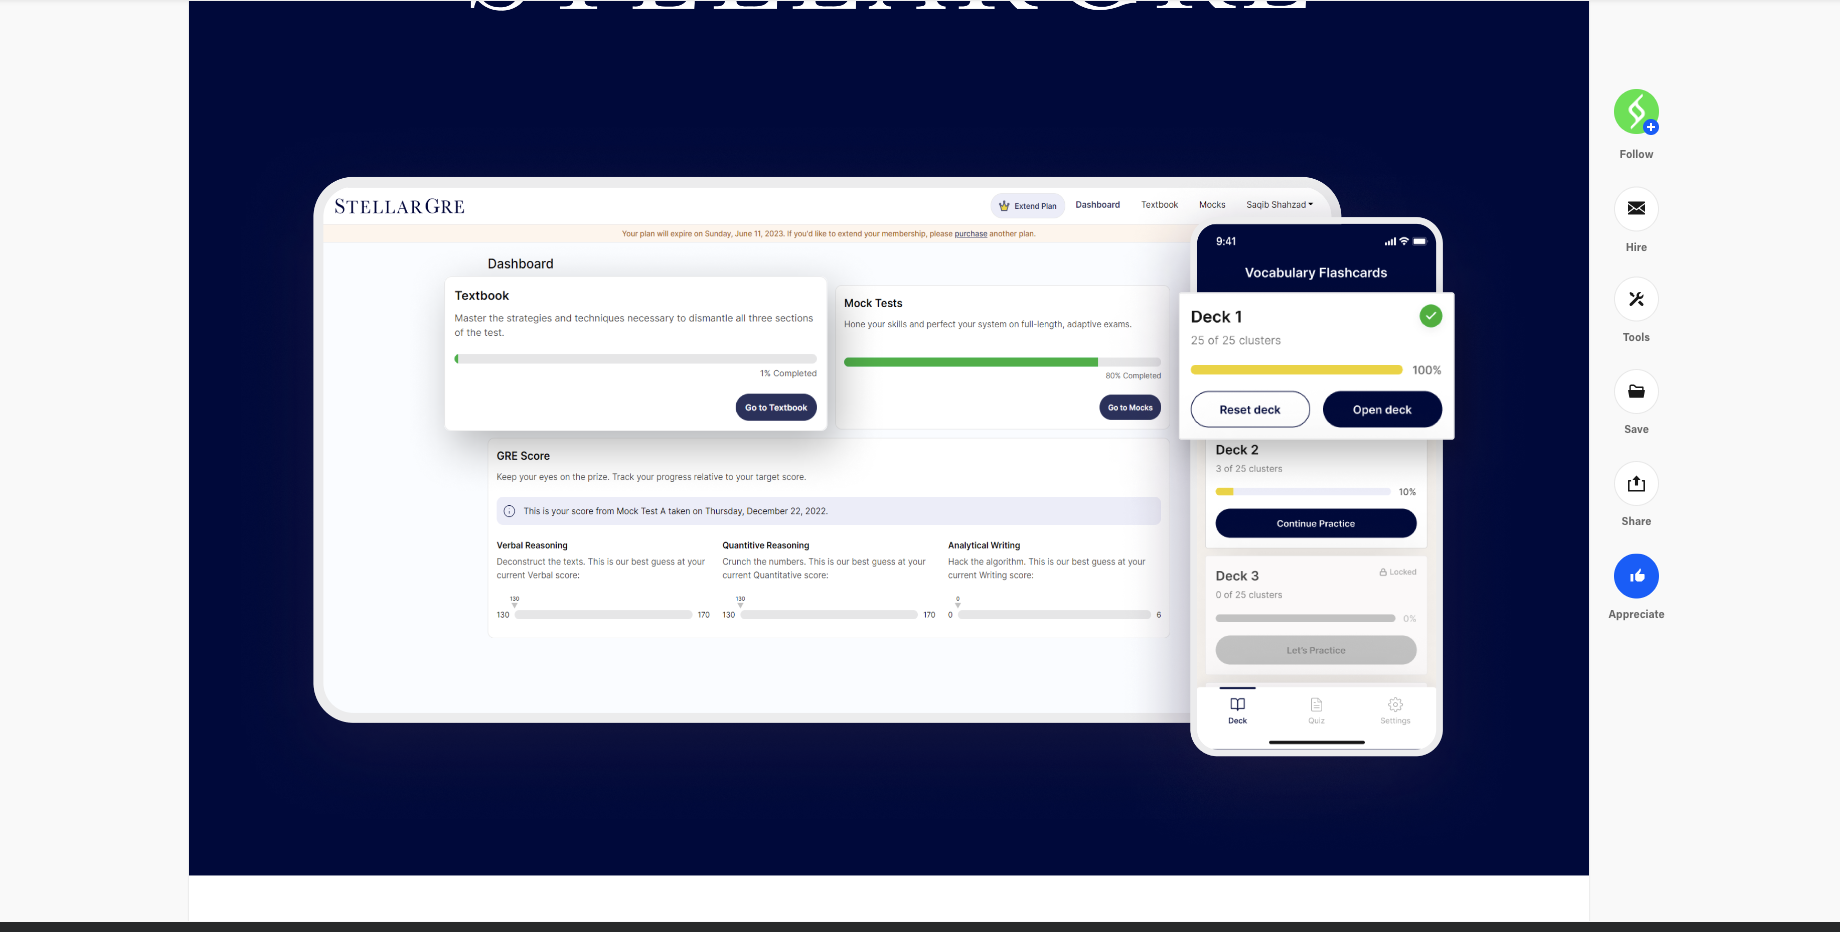 STELLAR GRE
STELLAR GRE
Extend Plan
Dashboard
Textbook
Mocks
Saqib Shahzad
Your plan will expire on Sunday, June 11, 2023. If you'd like to extend your membership, please purchase another plan.
Dashboard
Textbook
Master the strategies and techniques necessary to dismantle all three sections
of the test.
1% Completed
Go to Textbook
Mock Tests
Hone your skills and perfect your system on full-length, adaptive exams.
80% Completed
Go to Mocks
GRE Score
Keep your eyes on the prize. Track your progress relative to your target score.
This is your score from Mock Test A taken on Thursday, December 22, 2022.
Verbal Reasoning
Deconstruct the texts. This is our best guess at your
current Verbal score:
130
130 170
Quantitive Reasoning
Crunch the numbers. This is our best guess at your
current Quantitative score:
130
130 170
Analytical Writing
Hack the algorithm. This is our best guess at your
current Writing score:
0
0 6
9:41
Vocabulary Flashcards
Deck 1
25 of 25 clusters
100%
Reset deck
Open deck
Deck 2
3 of 25 clusters
10%
Continue Practice
Deck 3
Locked
0 of 25 clusters
0%
Let's Practice
Deck
Quiz
Settings
Follow
Hire
Tools
Save
Share
Appreciate